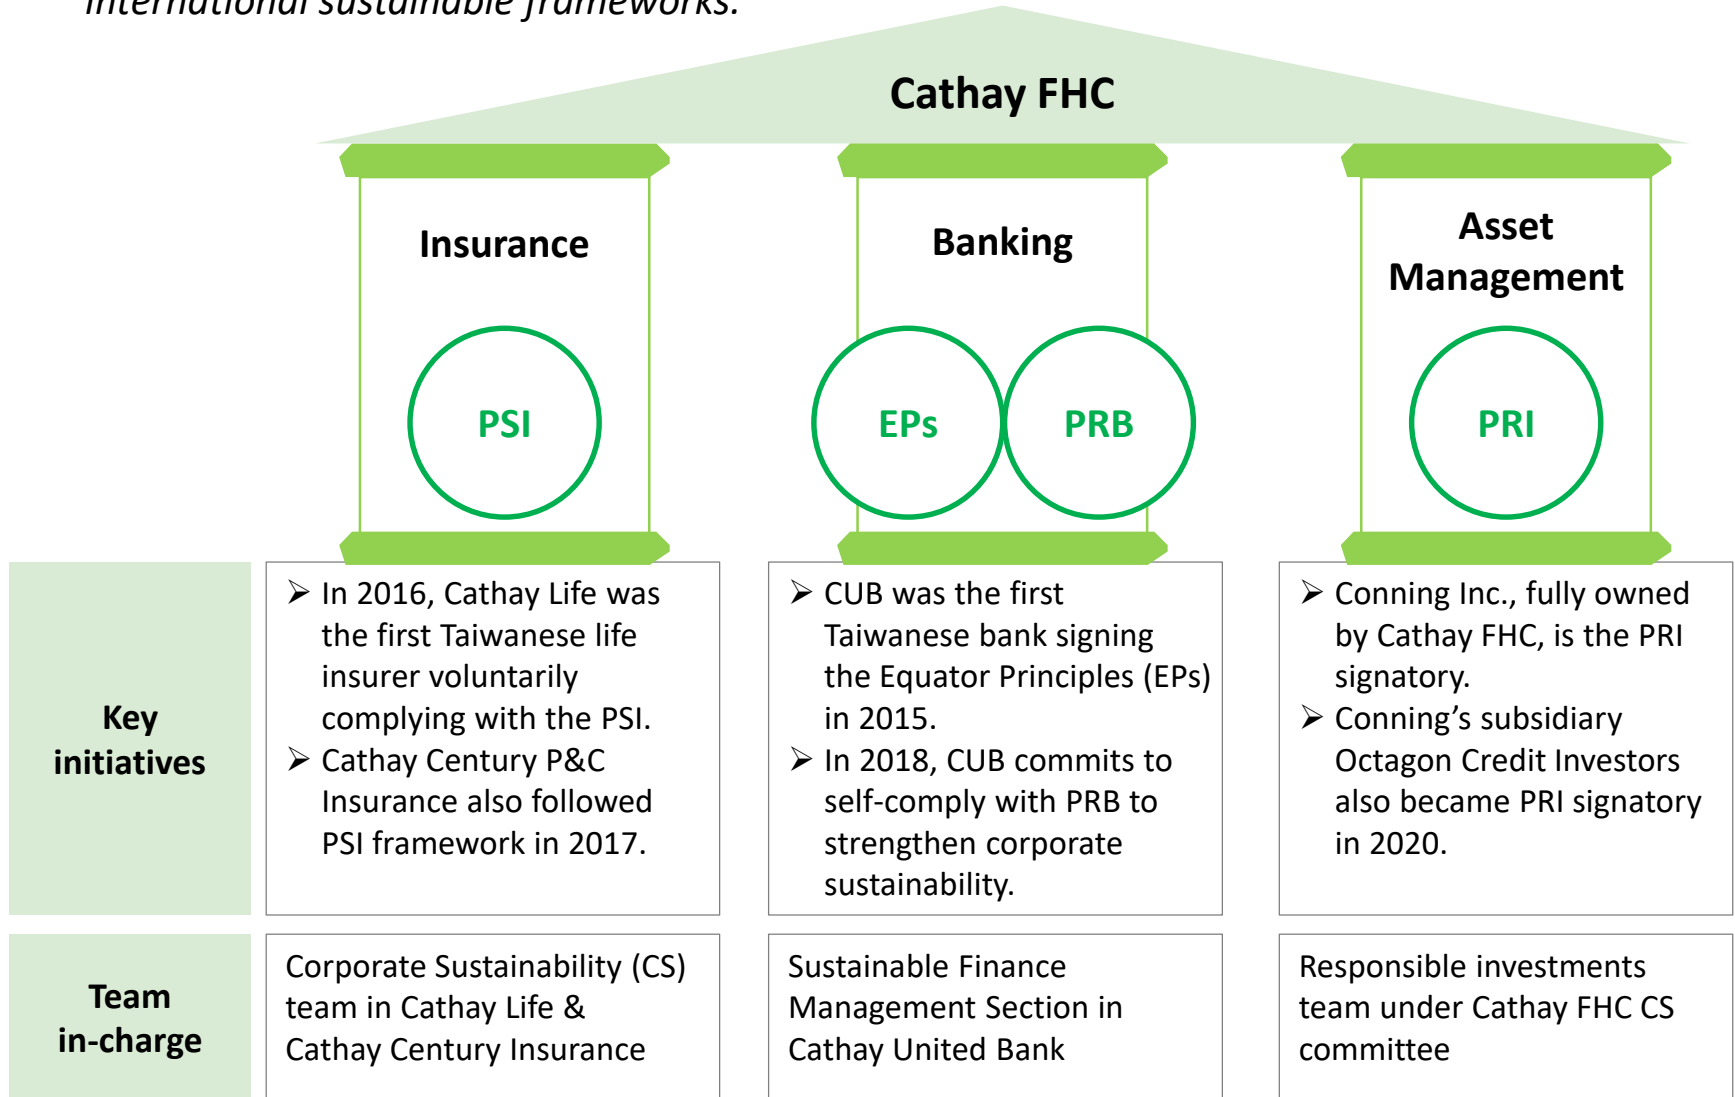 international sustainable frameworks.
Cathay FHC
Insurance
Banking
Asset
Management
PSI
EPs
PRB
PRI
Key
initiatives
➢ In 2016, Cathay Life was
the first Taiwanese life
insurer voluntarily
complying with the PSI.
➢ Cathay Century P&C
Insurance also followed
PSI framework in 2017.
➢ CUB was the first
Taiwanese bank signing
the Equator Principles (EPs)
in 2015.
➢ In 2018, CUB commits to
self-comply with PRB to
strengthen corporate
sustainability.
➢ Conning Inc., fully owned
by Cathay FHC, is the PRI
signatory.
➢ Conning’s subsidiary
Octagon Credit Investors
also became PRI signatory
in 2020.
Team
in-charge
Corporate Sustainability (CS)
team in Cathay Life &
Cathay Century Insurance
Sustainable Finance
Management Section in
Cathay United Bank
Responsible investments
team under Cathay FHC CS
committee